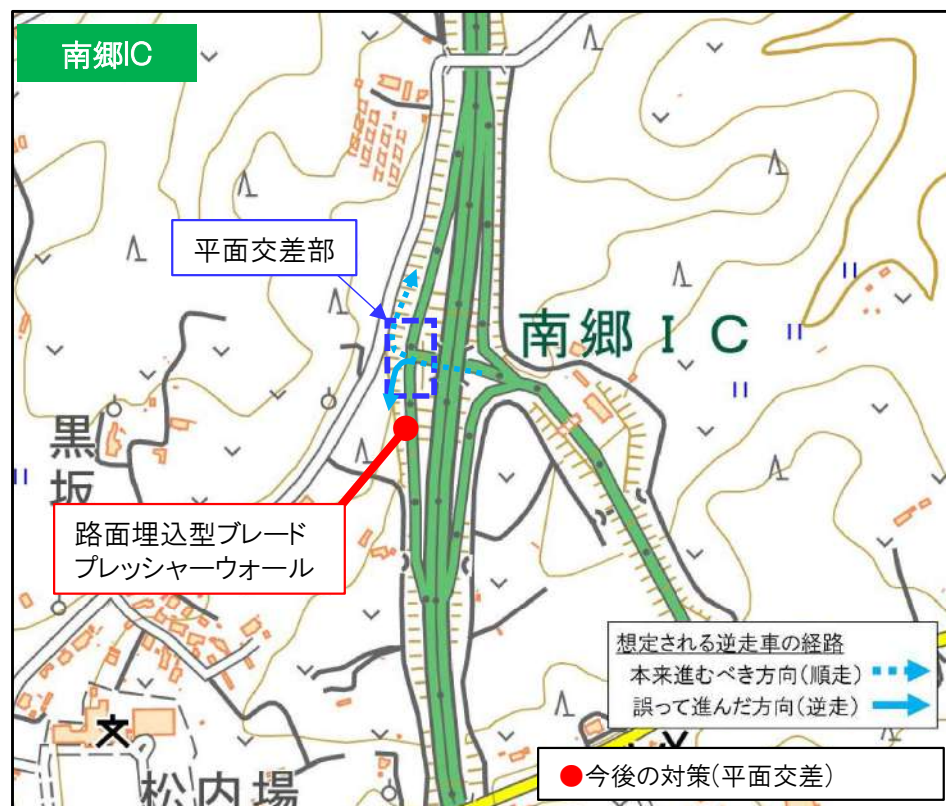 南郷IC
平面交差部
南郷IC
黒坂
路面埋込型ブレード
プレッシャーウォール
想定される逆走車の経路
本来進むべき方向(順走)
誤って進んだ方向(逆走)
●今後の対策(平面交差)
松内場